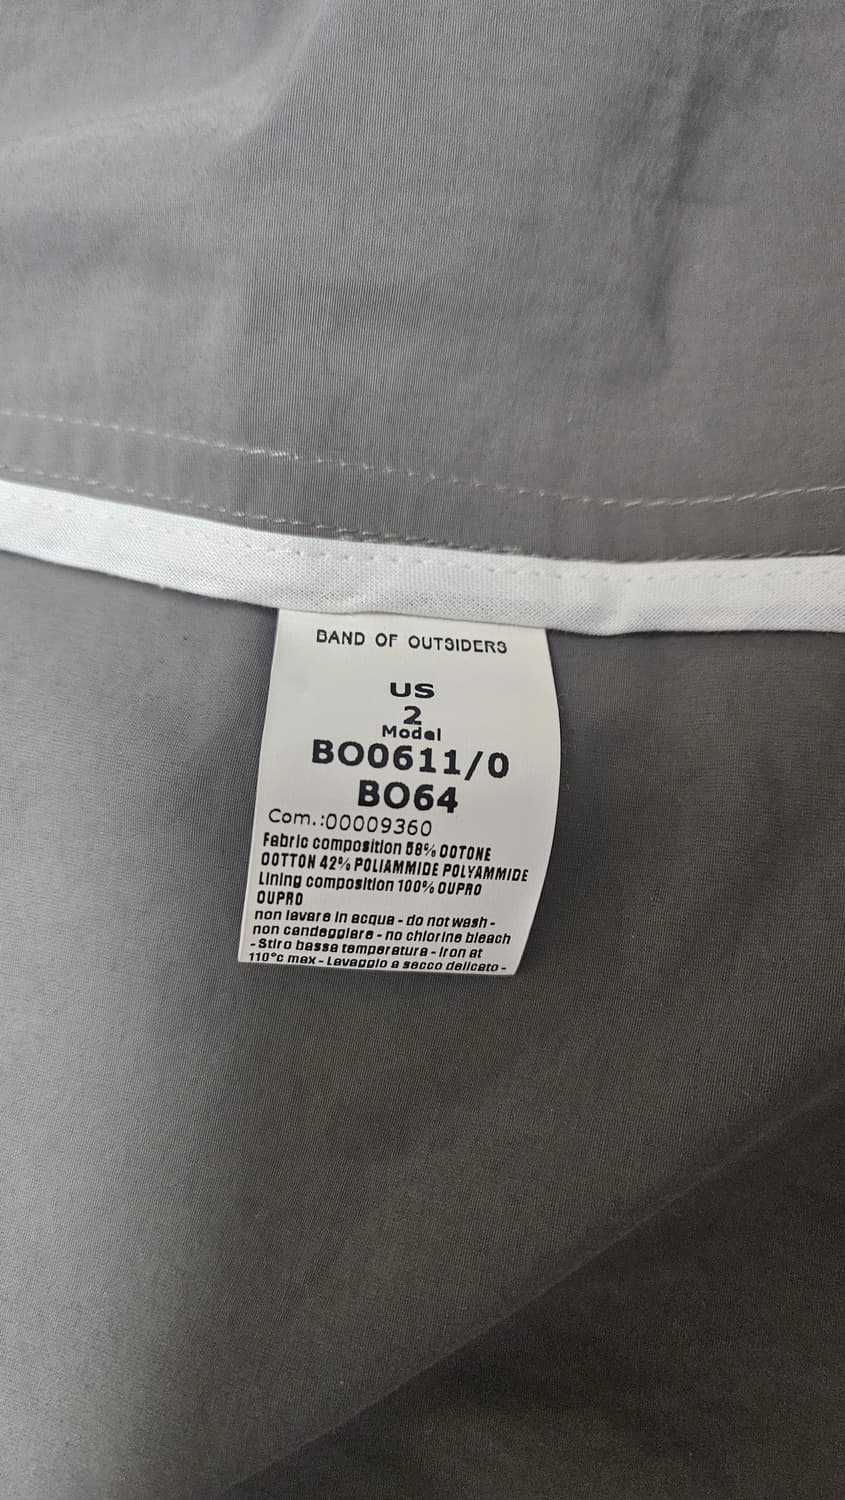 BAND OF OUTSIDERS
US
2
Model
BO0611/0
BO64
Com.:00009360
Fabric composition 58% COTONE
COTTON 42% POLIAMMIDE POLYAMMIDE
Lining composition 100% CUPRO
CUPRO
non lavare in acqua - do not wash -
non candeggiare - no chlorine bleach
- Stiro bassa temperatura - iron at
110°c max - Lavaggio a secco delicato -